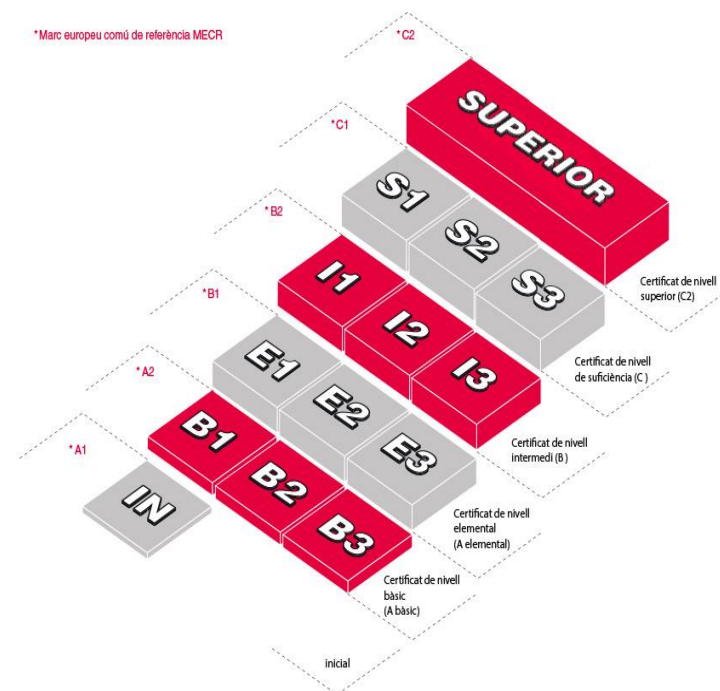 *Marc europeu comú de referència MECR
*C2
SUPERIOR
*C1
S1
S2
S3
Certificat de nivell
superior (C2)
*B2
I1
I2
I3
Certificat de nivell
de suficiència (C )
*B1
E1
E2
E3
Certificat de nivell
intermedi (B )
*A2
B1
B2
B3
Certificat de nivell
elemental
(A elemental)
*A1
IN
Certificat de nivell
bàsic
(A bàsic)
inicial